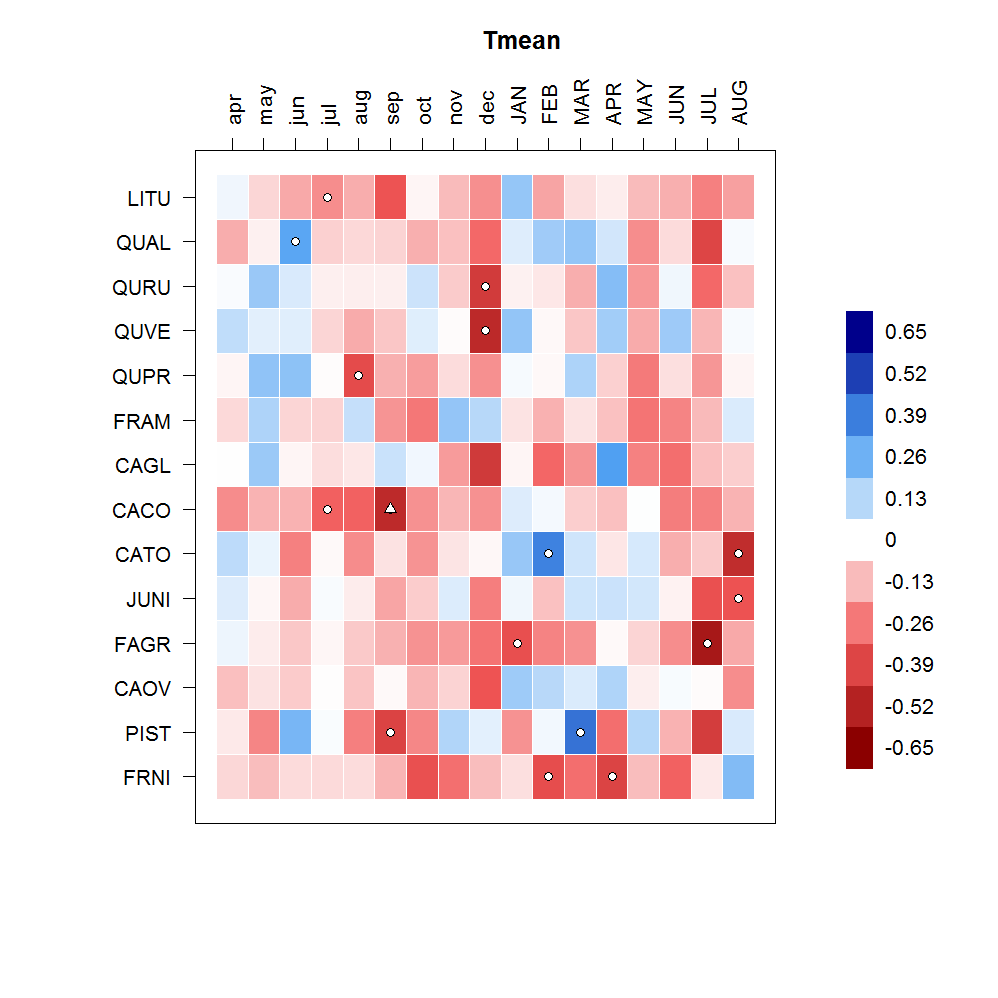 Tmean
apr may jun jul aug sep oct nov dec JAN FEB MAR APR MAY JUN JUL AUG
LITU
QUAL
QURU
QUVE
QUPR
FRAM
CAGL
CACO
CATO
JUNI
FAGR
CAOV
PIST
FRNI
0.65
0.52
0.39
0.26
0.13
0
-0.13
-0.26
-0.39
-0.52
-0.65